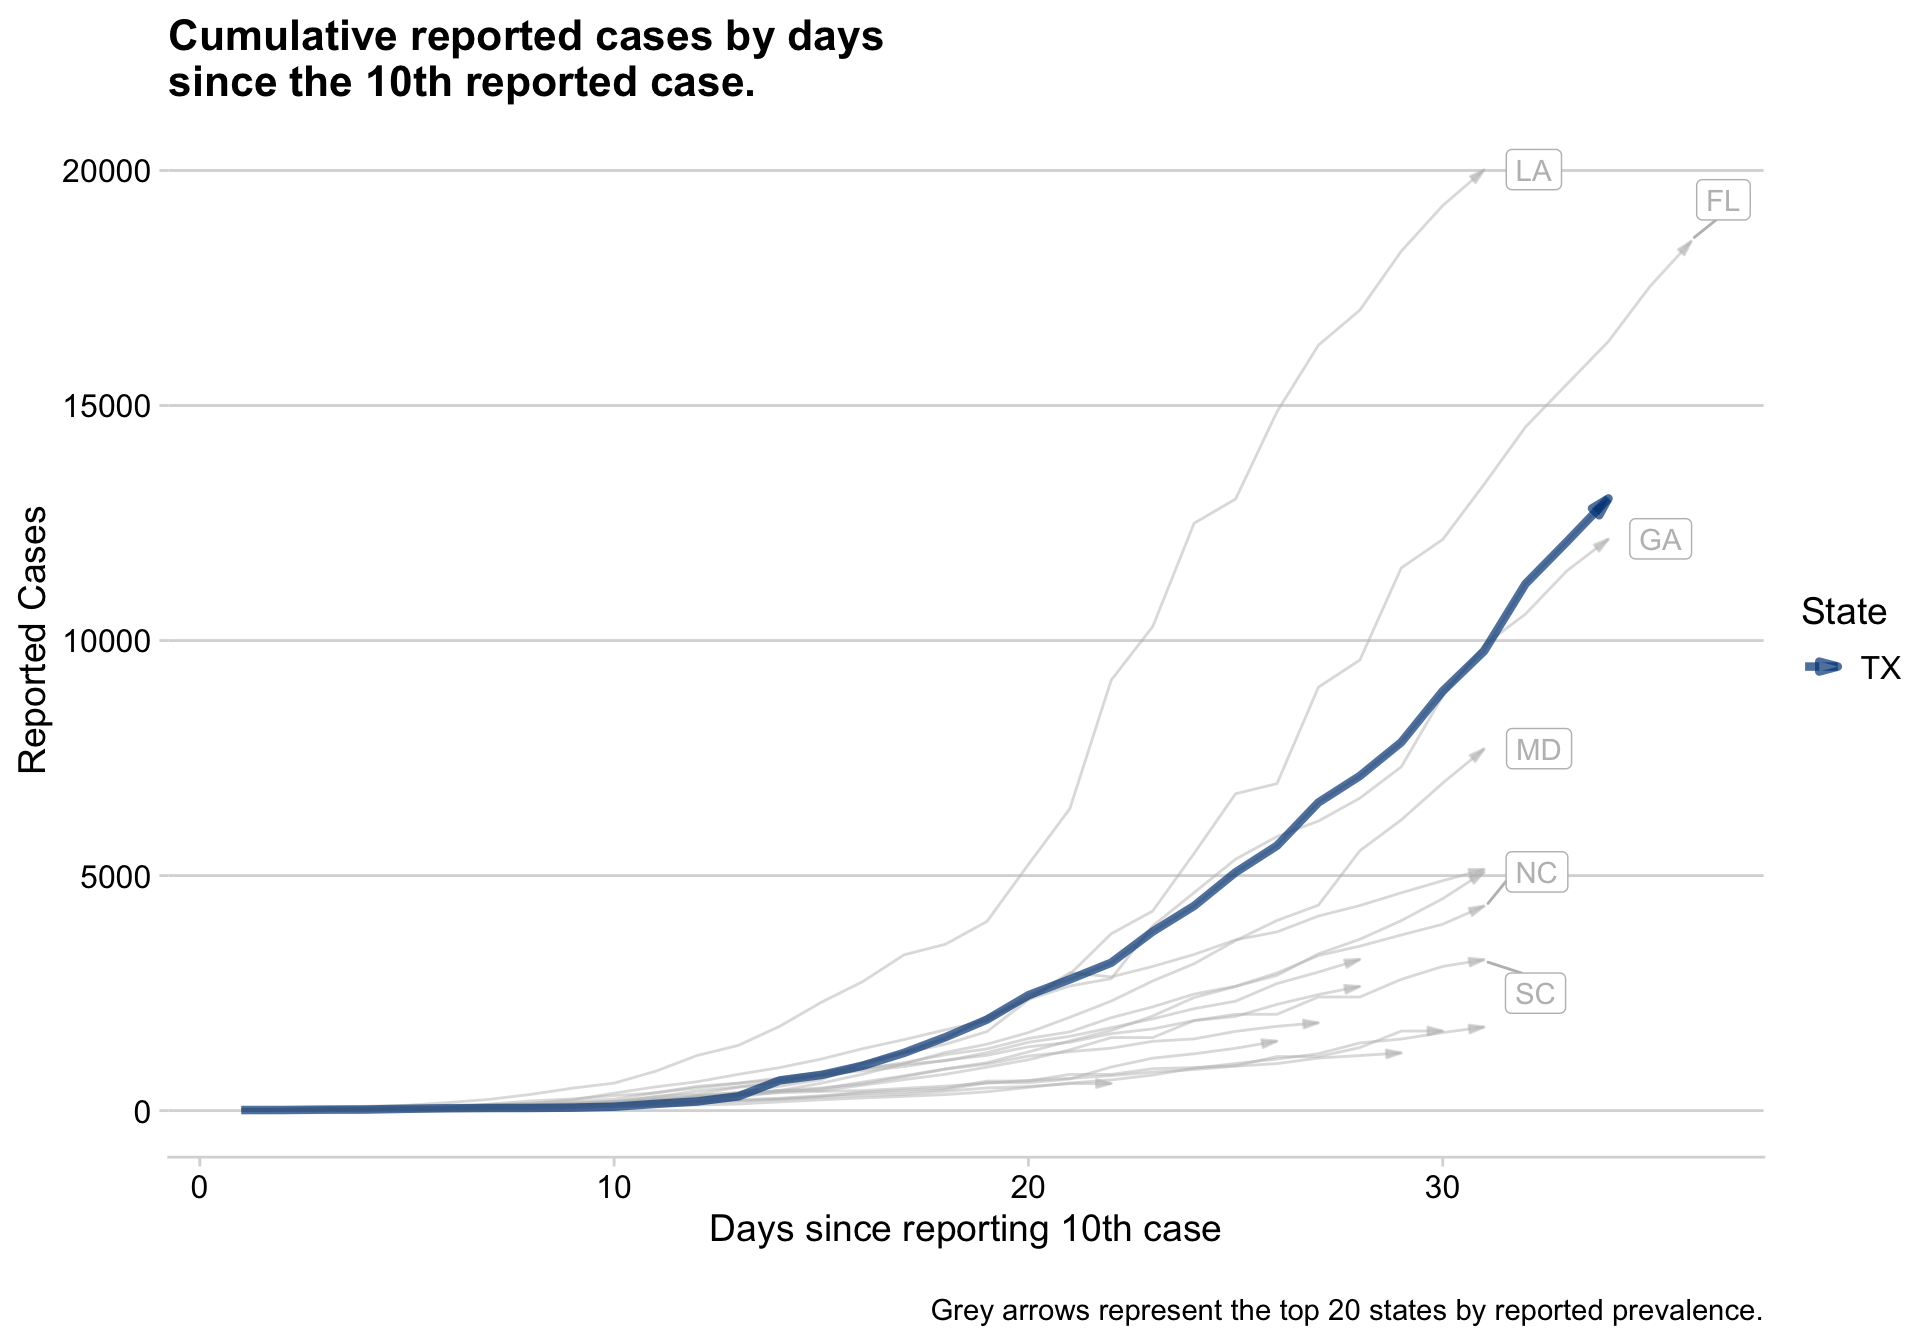 Cumulative reported cases by days
since the 10th reported case.
20000
15000
10000
5000
0
Reported Cases
LA
FL
GA
MD
NC
SC
State
TX
0
10
20
30
Days since reporting 10th case
Grey arrows represent the top 20 states by reported prevalence.